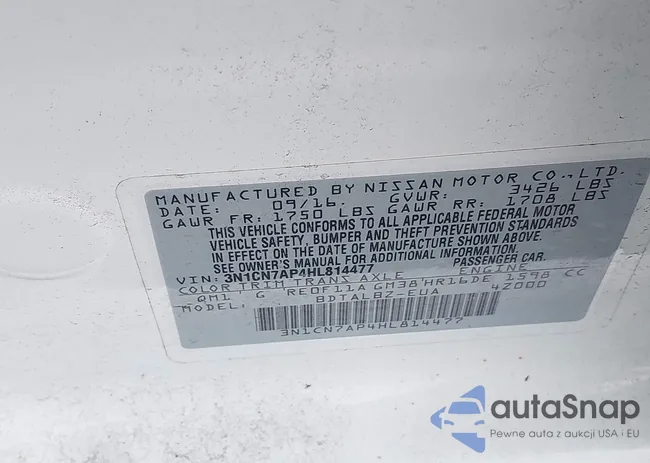 MANUFACTURED BY NISSAN MOTOR CO.,LTD.
DATE: 09/16 GVWR: 3426 LBS
GAWR FR: 1750 LBS GAWR RR: 1708 LBS
THIS VEHICLE CONFORMS TO ALL APPLICABLE FEDERAL MOTOR
VEHICLE SAFETY, BUMPER AND THEFT PREVENTION STANDARDS
IN EFFECT ON THE DATE OF MANUFACTURE SHOWN ABOVE.
SEE OWNER'S MANUAL FOR ADDITIONAL INFORMATION.
VIN: 3N1CN7AP4HL814477 PASSENGER CAR.
COLOR TRIM TRANS AXLE ENGINE
QM1 G RE0F11A GM38 HR16DE 1598 CC
MODEL: BDTALBZ-EUA 4Z000
3N1CN7AP4HL814477
autoSnap
Pewne auta z aukcji USA i EU